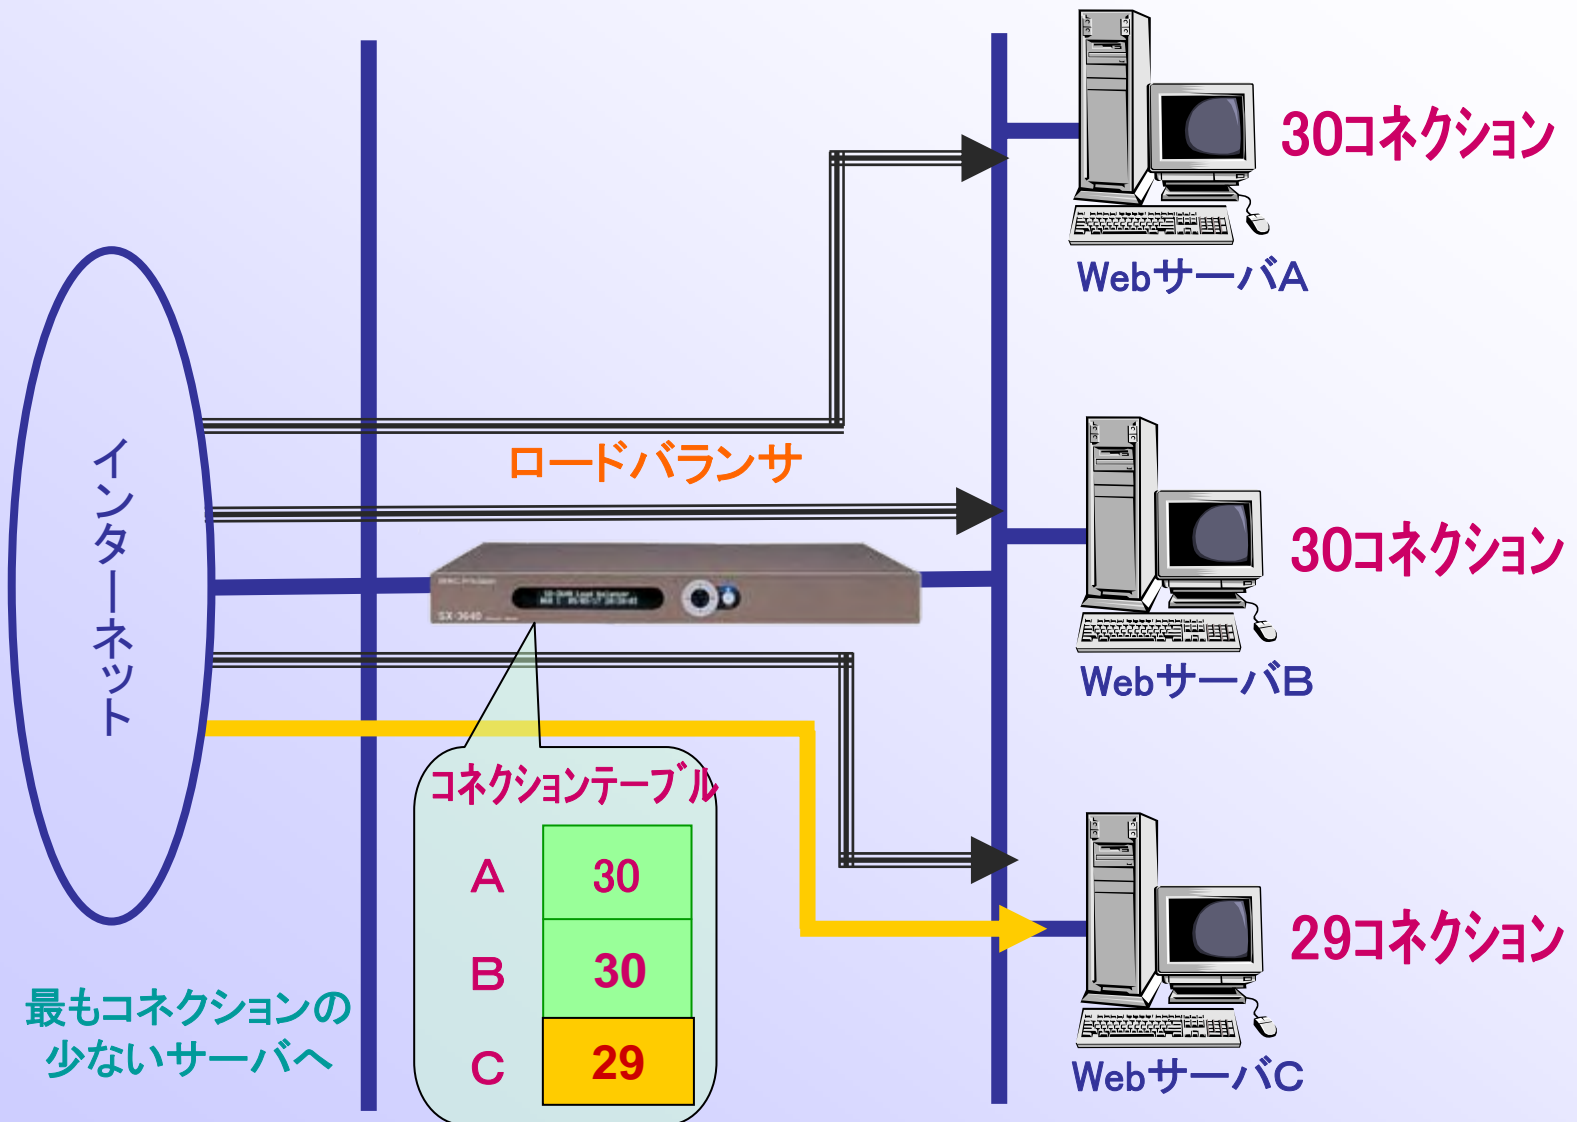 30コネクション
WebサーバA
ロードバランサ
インターネット
30コネクション
SX-3640
WebサーバB
コネクションテーブル
A 30
B 30
C 29
29コネクション
WebサーバC
最もコネクションの
少ないサーバへ